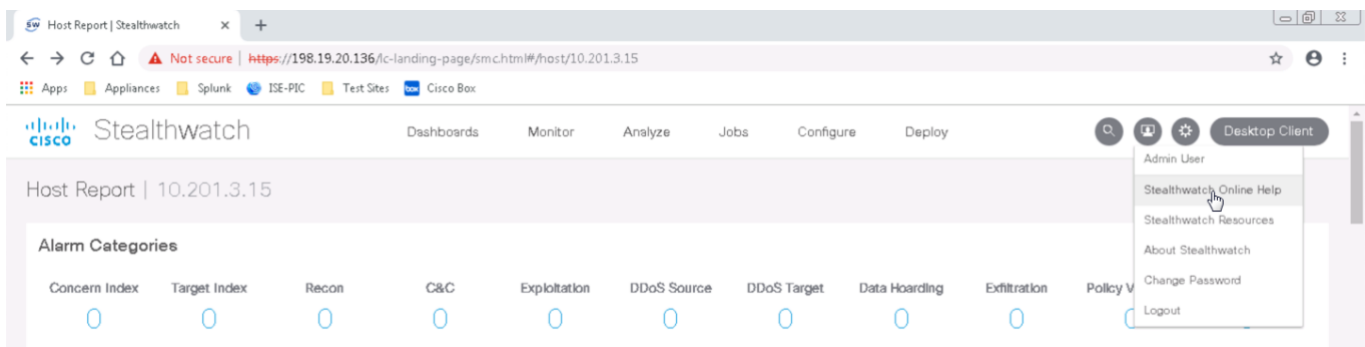 SW Host Report | Stealthwatch × +
Not secure | https://198.19.20.136/lc-landing-page/smc.html#/host/10.201.3.15
Apps Appliances Splunk ISE-PIC Test Sites box Cisco Box
CISCO Stealthwatch Dashboards Monitor Analyze Jobs Configure Deploy Desktop Client
Admin User
Host Report | 10.201.3.15
Stealthwatch Online Help
Stealthwatch Resources
Alarm Categories
About Stealthwatch
Concern Index Target Index Recon C&C Exploitation DDoS Source DDoS Target Data Hoarding Exfiltration Policy V
Change Password
0 0 0 0 0 0 0 0 0
Logout